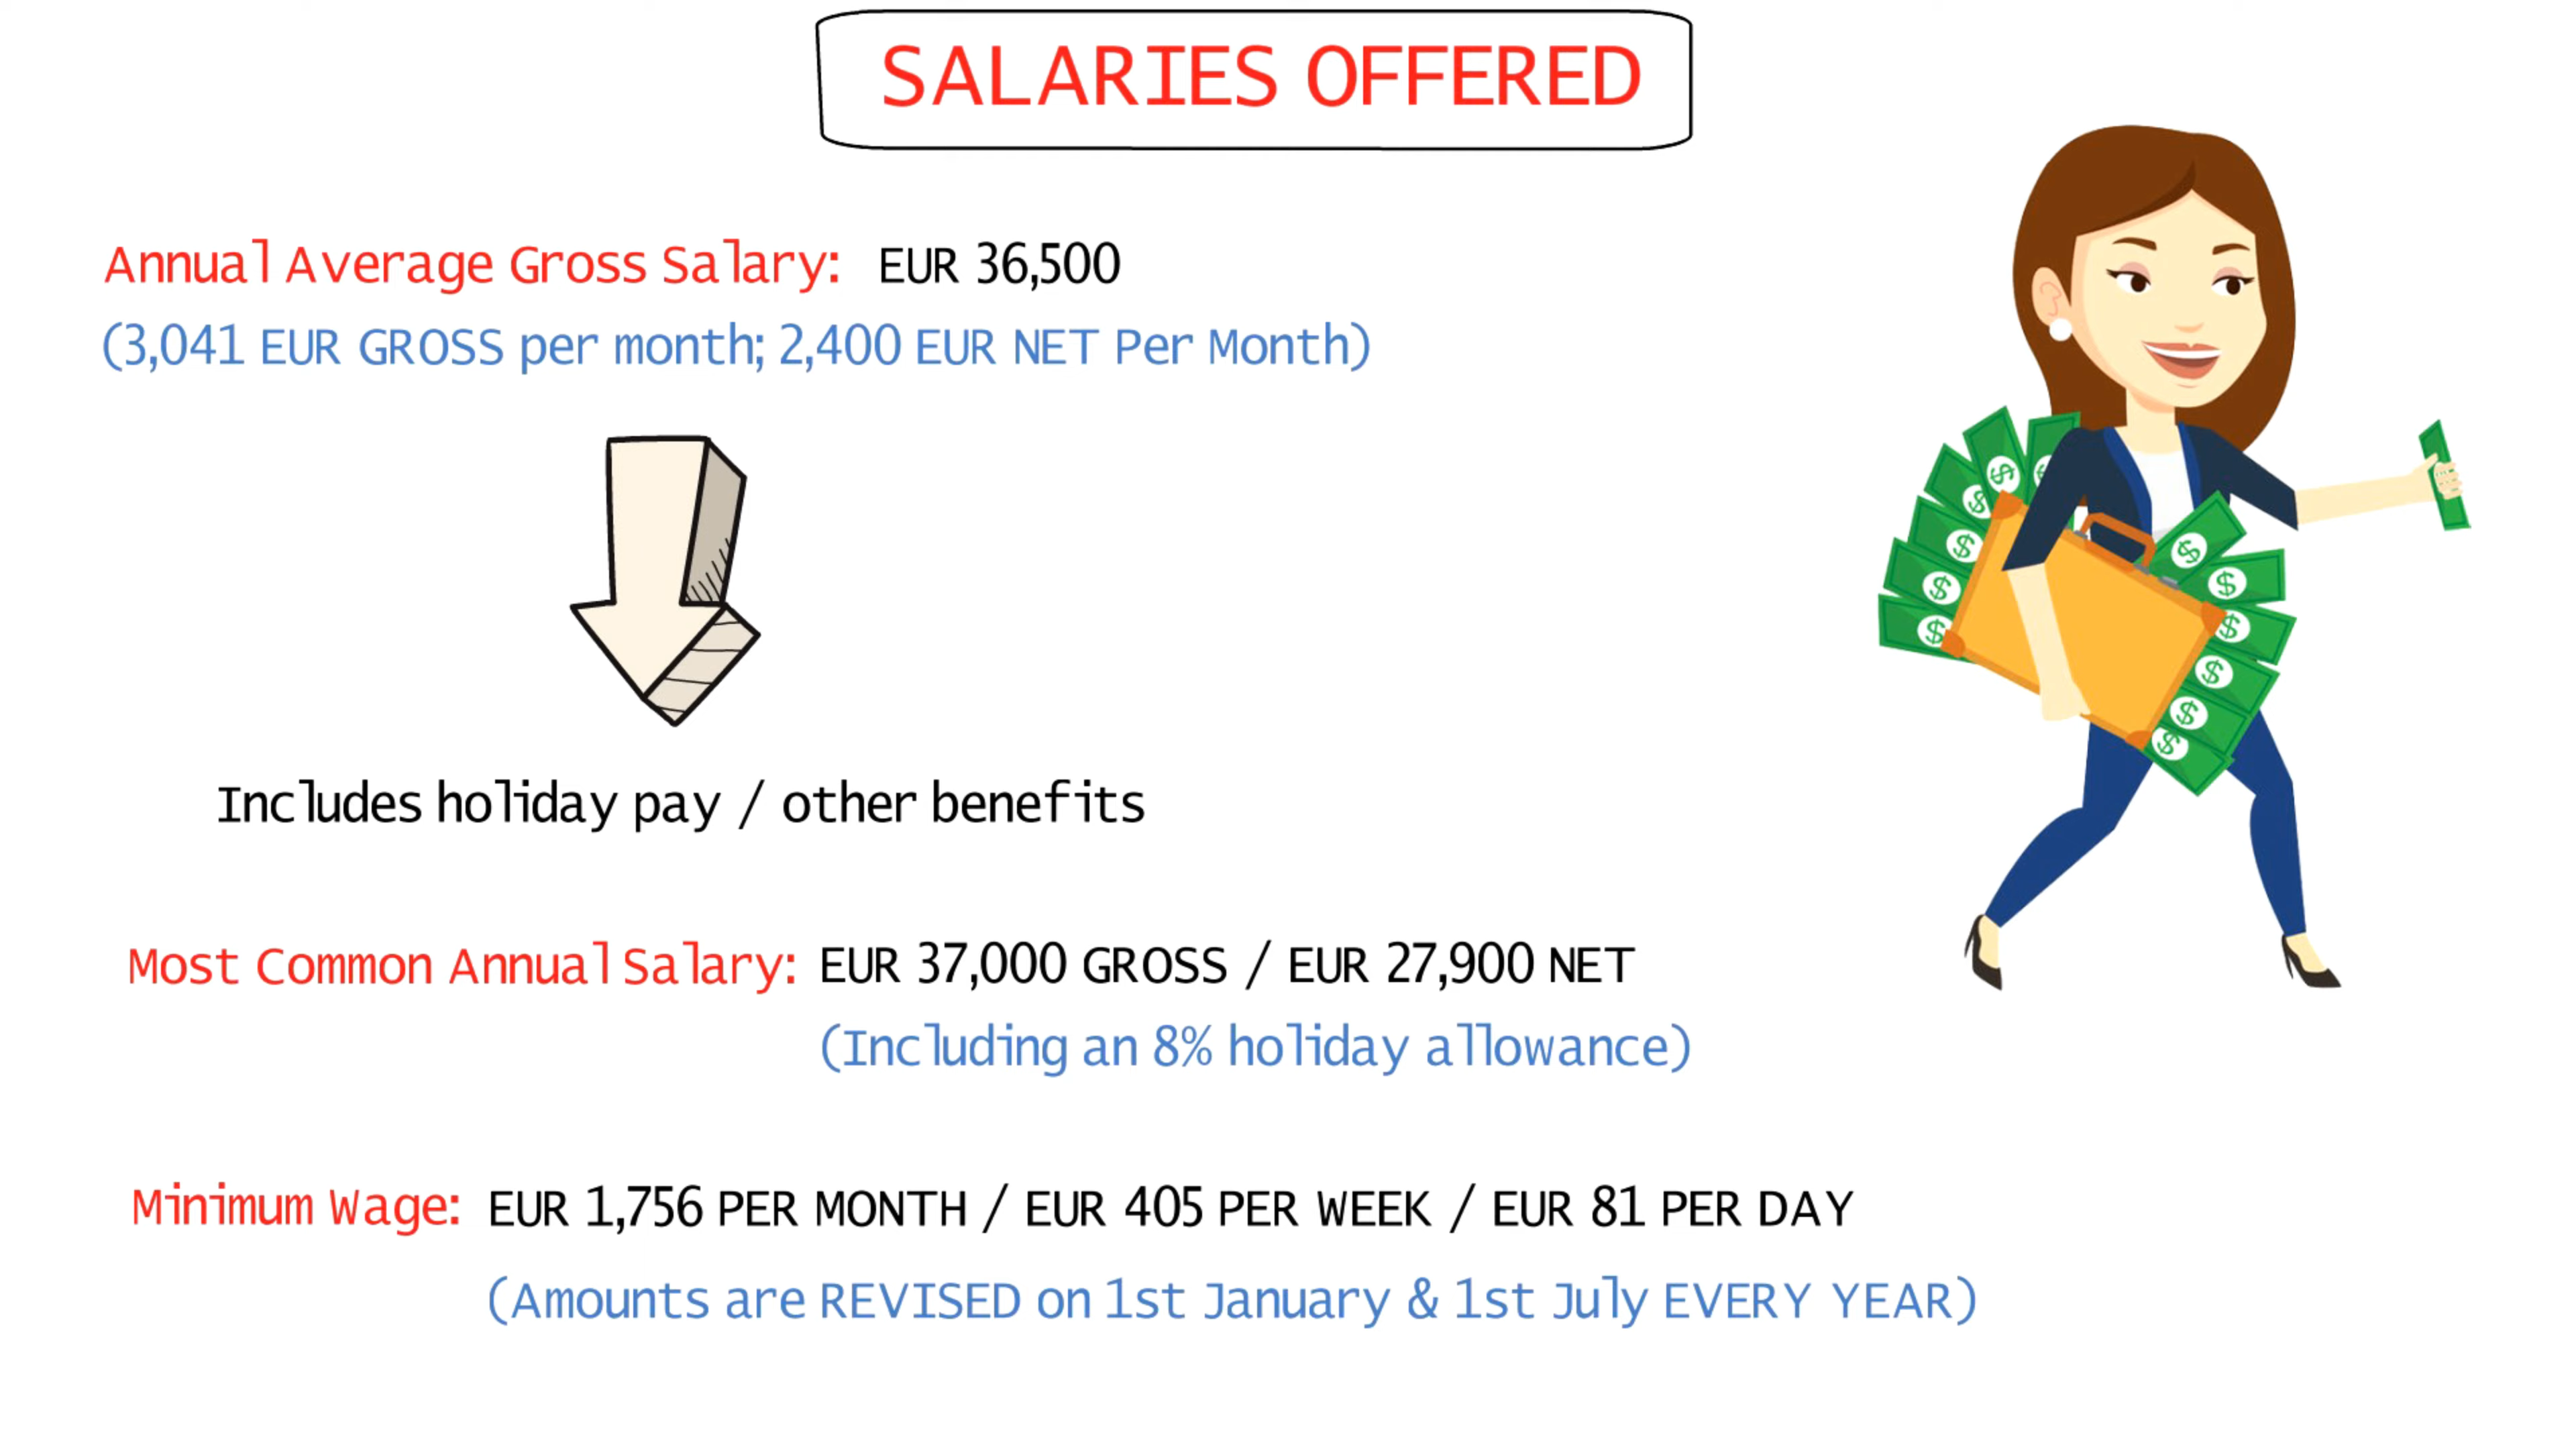 SALARIES OFFERED
Annual Average Gross Salary: EUR 36,500
(3,041 EUR GROSS per month; 2,400 EUR NET Per Month)
Includes holiday pay / other benefits
Most Common Annual Salary: EUR 37,000 GROSS / EUR 27,900 NET
(Including an 8% holiday allowance)
Minimum Wage: EUR 1,756 PER MONTH / EUR 405 PER WEEK / EUR 81 PER DAY
(Amounts are REVISED on 1st January & 1st July EVERY YEAR)